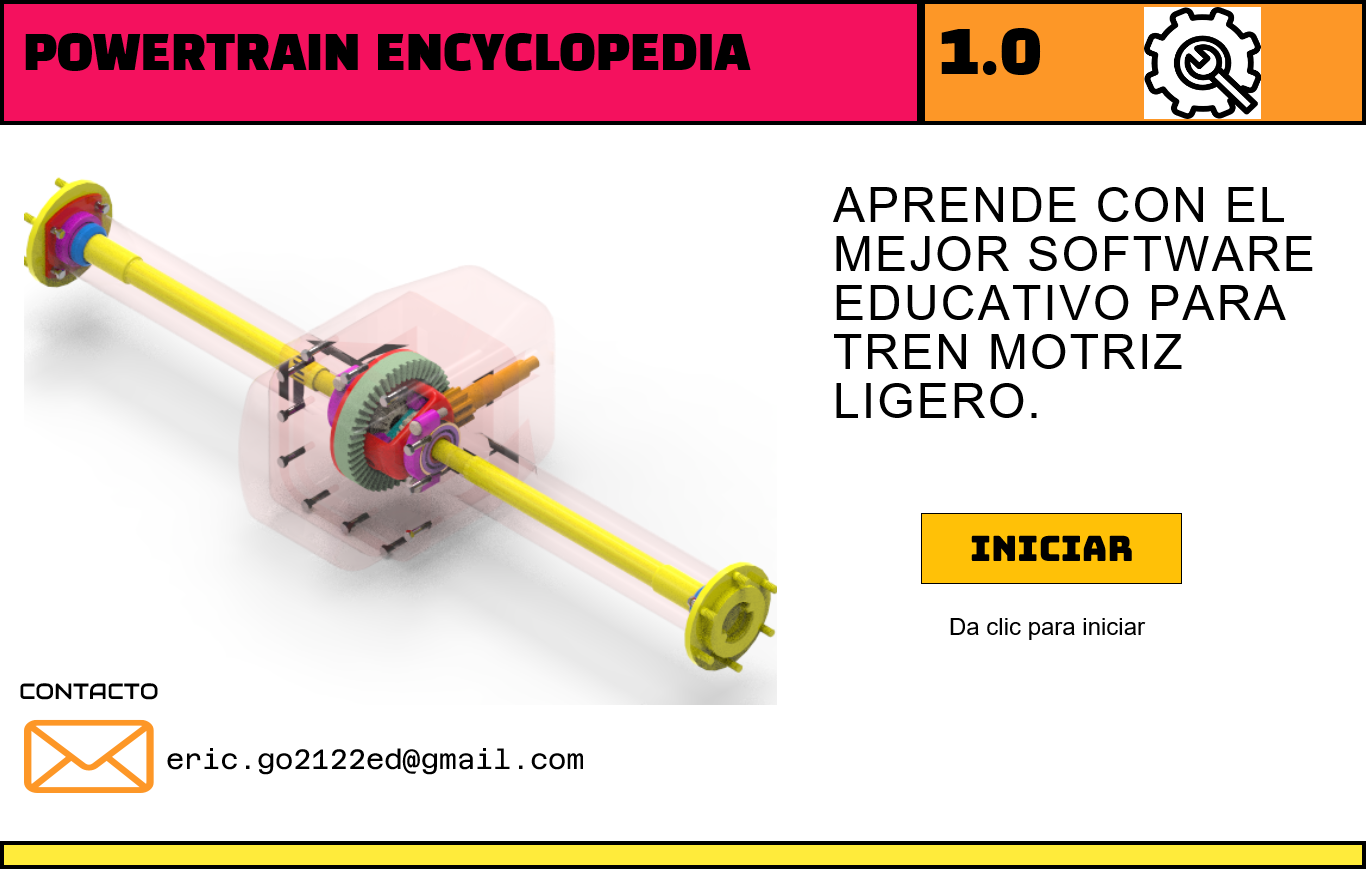 POWERTRAIN ENCYCLOPEDIA
1.0
APRENDE CON EL
MEJOR SOFTWARE
EDUCATIVO PARA
TREN MOTRIZ
LIGERO.
INICIAR
Da clic para iniciar
CONTACTO
eric.go2122ed@gmail.com